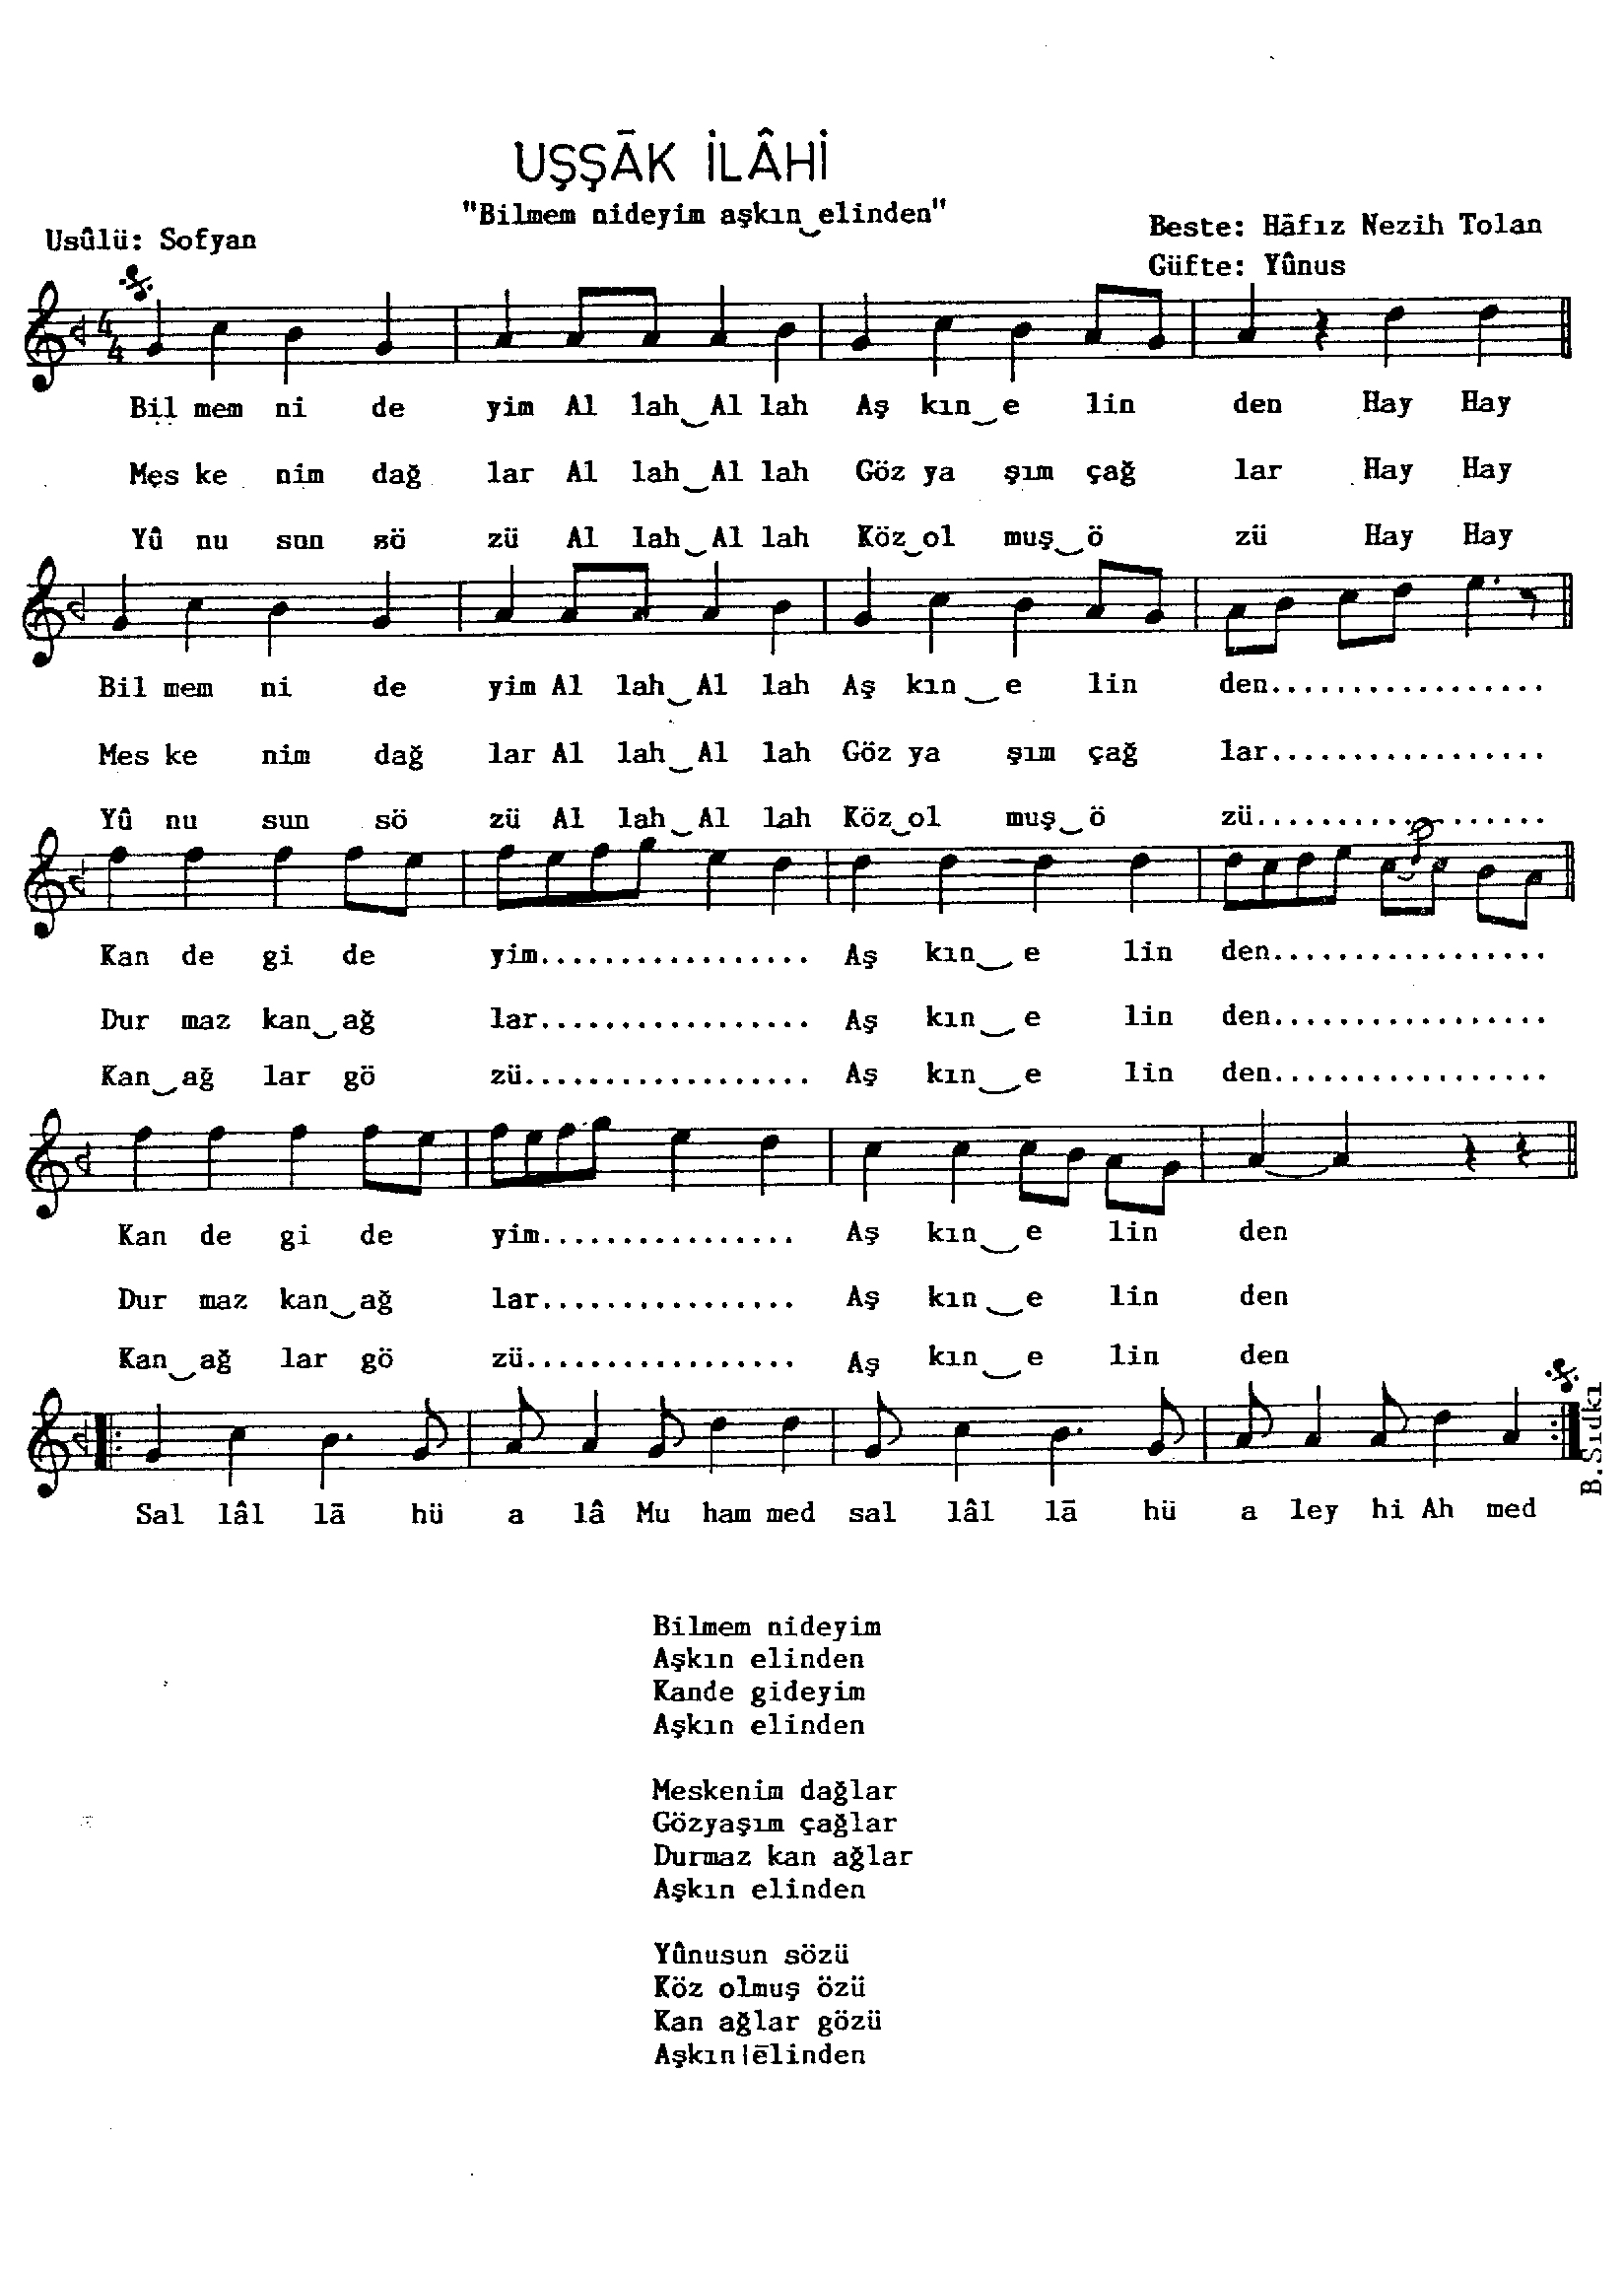 UŞŞĀK İLÂHİ
"Bilmem nideyim aşkın‿elinden"
Usûlü: Sofyan
Beste: Hāfız Nezih Tolan
Güfte: Yûnus
4
4
Bil mem ni de yim Al lah‿Al lah Aş kın‿e lin den Hay Hay
Mes ke nim dağ lar Al lah‿Al lah Göz ya şım çağ lar Hay Hay
Yû nu sun sö zü Al lah‿Al lah Köz‿ol muş‿ö zü Hay Hay
Bil mem ni de yim Al lah‿Al lah Aş kın‿e lin den.................
Mes ke nim dağ lar Al lah‿Al lah Göz ya şım çağ lar.................
Yû nu sun sö zü Al lah‿Al lah Köz‿ol muş‿ö zü..................
Kan de gi de yim................. Aş kın‿e lin den.................
Dur maz kan‿ağ lar................. Aş kın‿e lin den.................
Kan‿ağ lar gö zü.................. Aş kın‿e lin den.................
Kan de gi de yim................ Aş kın‿e lin den
Dur maz kan‿ağ lar................ Aş kın‿e lin den
Kan‿ağ lar gö zü................. Aş kın‿e lin den
B.Sıdkı
Sal lâl lā hü a lâ Mu ham med sal lâl lā hü a ley hi Ah med
Bilmem nideyim
Aşkın elinden
Kande gideyim
Aşkın elinden
Meskenim dağlar
Gözyaşım çağlar
Durmaz kan ağlar
Aşkın elinden
Yûnusun sözü
Köz olmuş özü
Kan ağlar gözü
Aşkın|ēlinden